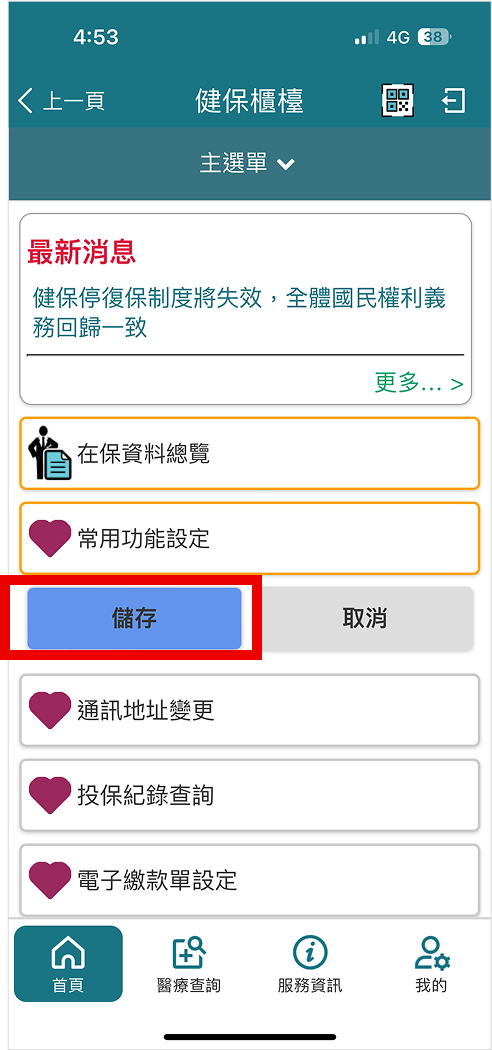 4:53
4G 38
上一頁
健保櫃檯
主選單
最新消息
健保停復保制度將失效，全體國民權利義
務回歸一致
更多... >
在保資料總覽
常用功能設定
儲存
取消
通訊地址變更
投保紀錄查詢
電子繳款單設定
首頁
醫療查詢
服務資訊
我的